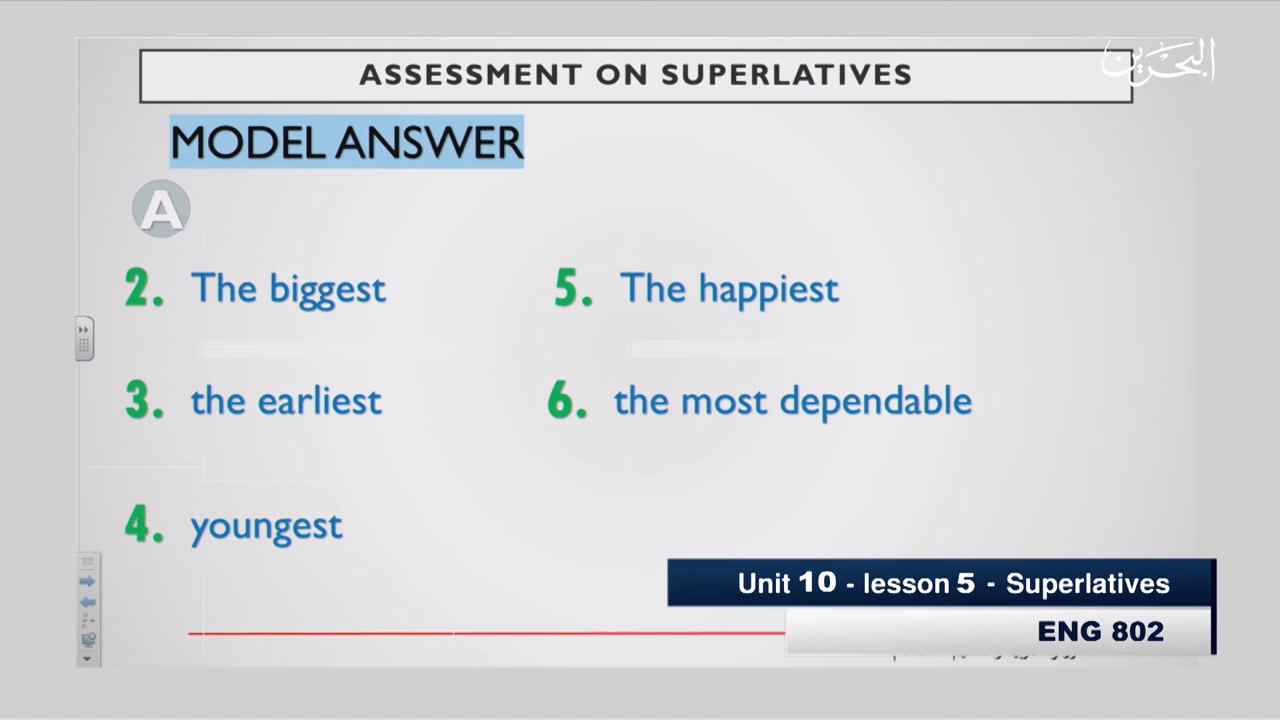 ASSESSMENT ON SUPERLATIVES
البحرين
MODEL ANSWER
A
2. The biggest
3. the earliest
4. youngest
5. The happiest
6. the most dependable
Unit 10 - lesson 5 - Superlatives
ENG 802